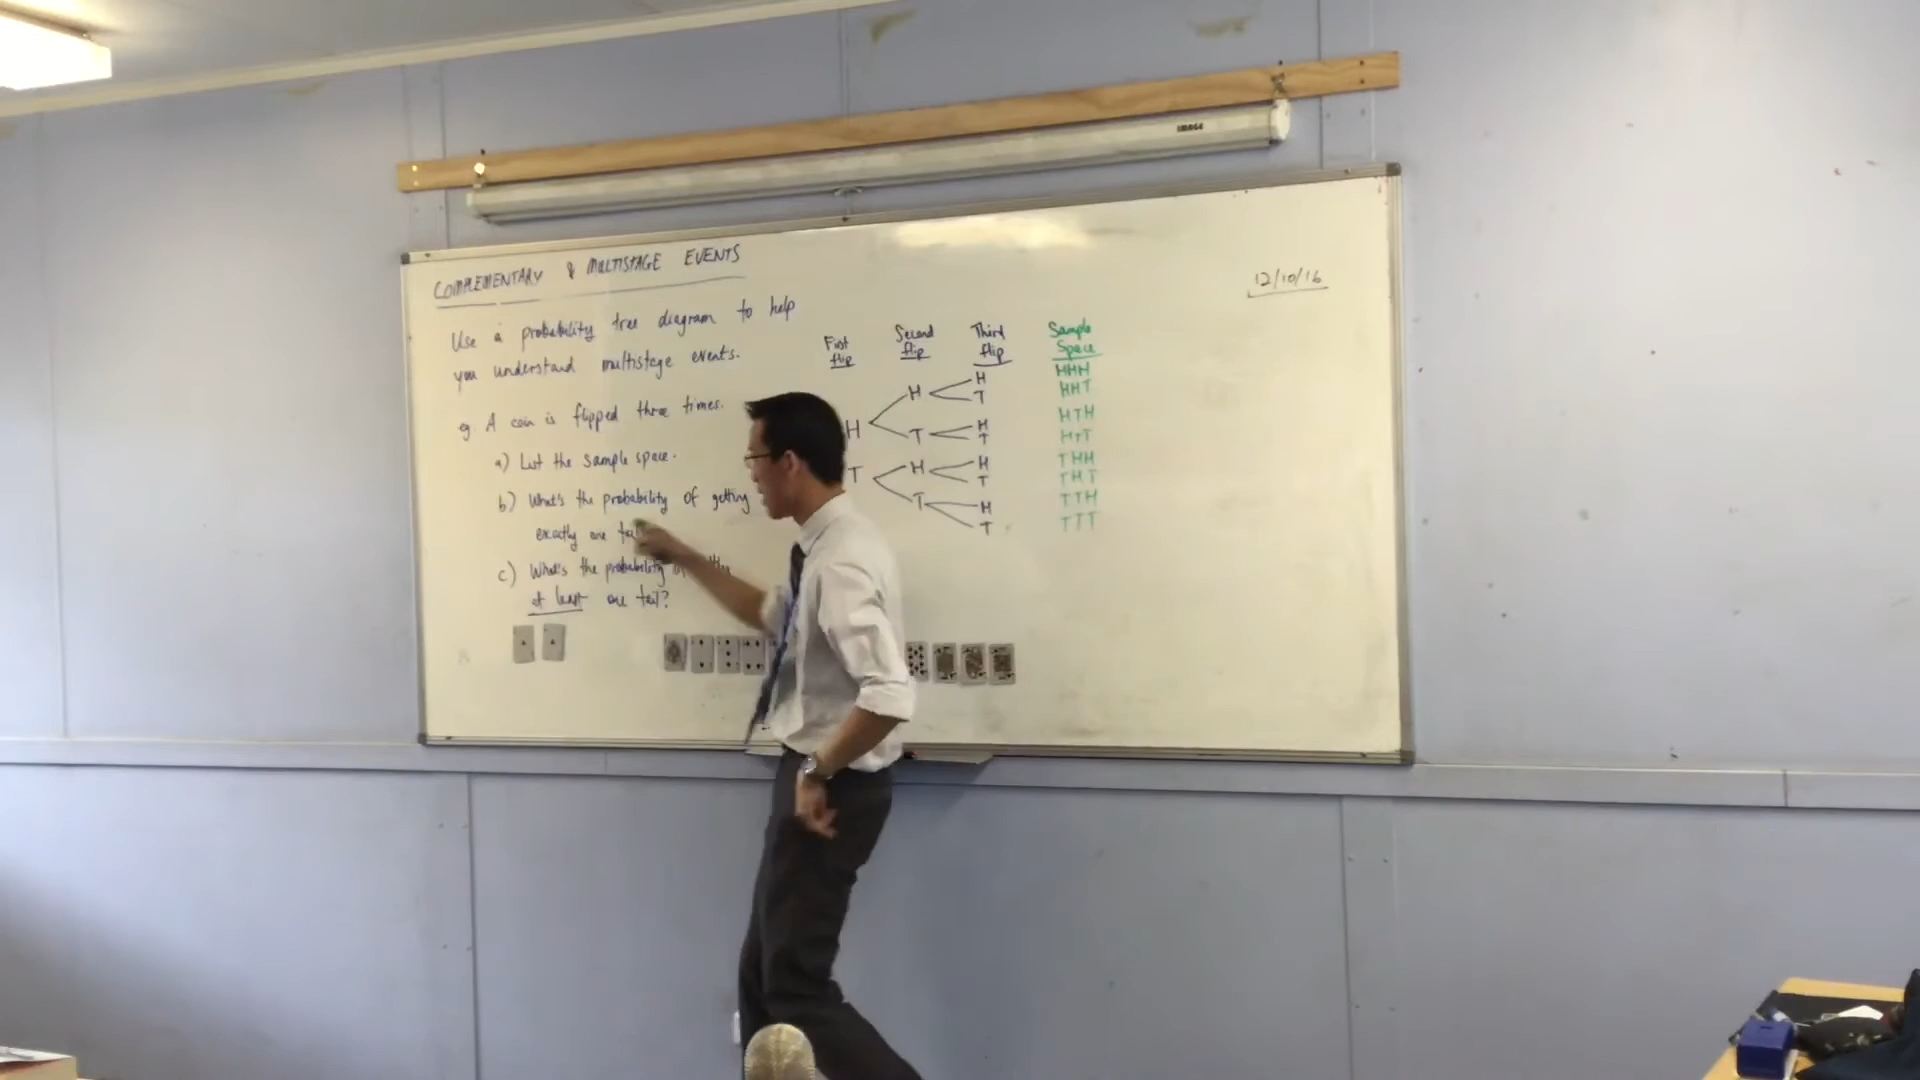 IMAGE
COMPLEMENTARY & MULTISTAGE EVENTS
12/10/16
Use a probability tree diagram to help
you understand multistage events.
eg. A coin is flipped three times.
a) List the sample space.
b) What's the probability of getting
exactly one
c) What's the probability
at least one tail?
First
flip
Second
flip
Third
flip
Sample
Space
H
T
H
T
H
T
H
T
H
T
H
T
H
T
HHH
HHT
HTH
HTT
THH
THT
TTH
TTT